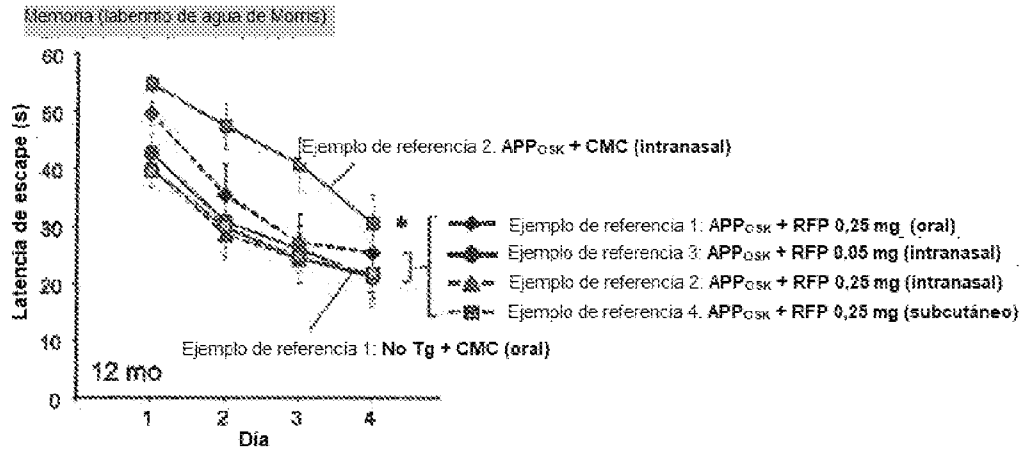 Memoria (laberinto de agua de Morris)
60
50
40
30
20
10
0
Latencia de escape (s)
Ejemplo de referencia 2. APPOSK + CMC (intranasal)
*
Ejemplo de referencia 1: APPOSK + RFP 0,25 mg (oral)
Ejemplo de referencia 3: APPOSK + RFP 0.05 mg (intranasal)
Ejemplo de referencia 2: APPOSK + RFP 0,25 mg (intranasal)
Ejemplo de referencia 4. APPOSK + RFP 0,25 mg (subcutáneo)
Ejemplo de referencia 1: No Tg + CMC (oral)
12 mo
1 2 3 4
Día